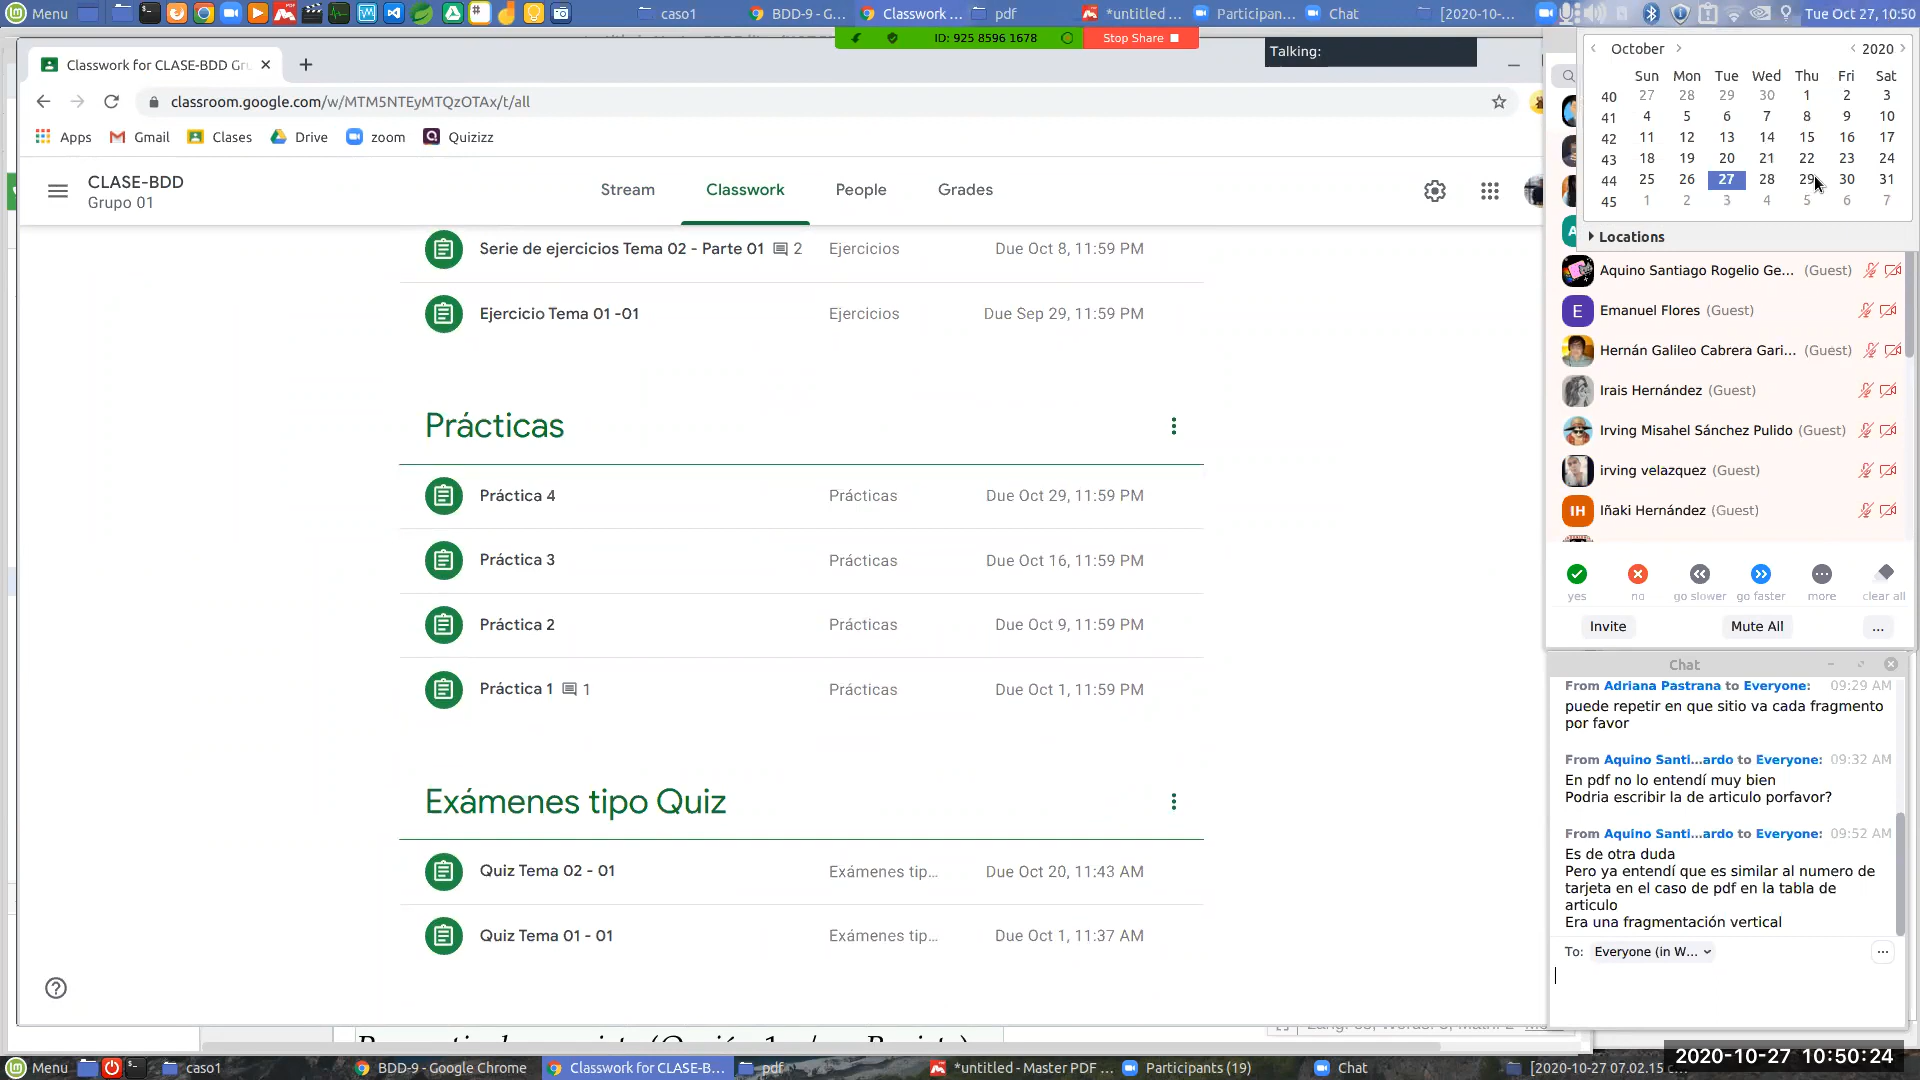 Menu
caso1
BDD-9 - G...
Classwork ...
pdf
*untitled ...
Participan...
Chat
[2020-10-...
Tue Oct 27, 10:50
ID: 925 8596 1678
Stop Share
Talking:
Classwork for CLASE-BDD Gru
classroom.google.com/w/MTM5NTEyMTQzOTAx/t/all
Apps
Gmail
Clases
Drive
zoom
Quizizz
CLASE-BDD
Grupo 01
Stream
Classwork
People
Grades
Serie de ejercicios Tema 02 - Parte 01 2 Ejercicios Due Oct 8, 11:59 PM
Ejercicio Tema 01 -01 Ejercicios Due Sep 29, 11:59 PM
Prácticas
Práctica 4 Prácticas Due Oct 29, 11:59 PM
Práctica 3 Prácticas Due Oct 16, 11:59 PM
Práctica 2 Prácticas Due Oct 9, 11:59 PM
Práctica 1 1 Prácticas Due Oct 1, 11:59 PM
Exámenes tipo Quiz
Quiz Tema 02 - 01 Exámenes tip... Due Oct 20, 11:43 AM
Quiz Tema 01 - 01 Exámenes tip... Due Oct 1, 11:37 AM
October 2020
Sun Mon Tue Wed Thu Fri Sat
40 27 28 29 30 1 2 3
41 4 5 6 7 8 9 10
42 11 12 13 14 15 16 17
43 18 19 20 21 22 23 24
44 25 26 27 28 29 30 31
45 1 2 3 4 5 6 7
Locations
Aquino Santiago Rogelio Ge... (Guest)
E Emanuel Flores (Guest)
Hernán Galileo Cabrera Gari... (Guest)
Irais Hernández (Guest)
Irving Misahel Sánchez Pulido (Guest)
irving velazquez (Guest)
IH Iñaki Hernández (Guest)
yes no go slower go faster more clear all
Invite Mute All ...
Chat
From Adriana Pastrana to Everyone: 09:29 AM
puede repetir en que sitio va cada fragmento
por favor
From Aquino Santi...ardo to Everyone: 09:32 AM
En pdf no lo entendí muy bien
Podria escribir la de articulo porfavor?
From Aquino Santi...ardo to Everyone: 09:52 AM
Es de otra duda
Pero ya entendí que es similar al numero de
tarjeta en el caso de pdf en la tabla de
articulo
Era una fragmentación vertical
To: Everyone (in W...
Menu
caso1
BDD-9 - Google Chrome
Classwork for CLASE-B...
pdf
*untitled - Master PDF ...
Participants (19)
Chat
[2020-10-27 07.02.15 c...
2020-10-27 10:50:24